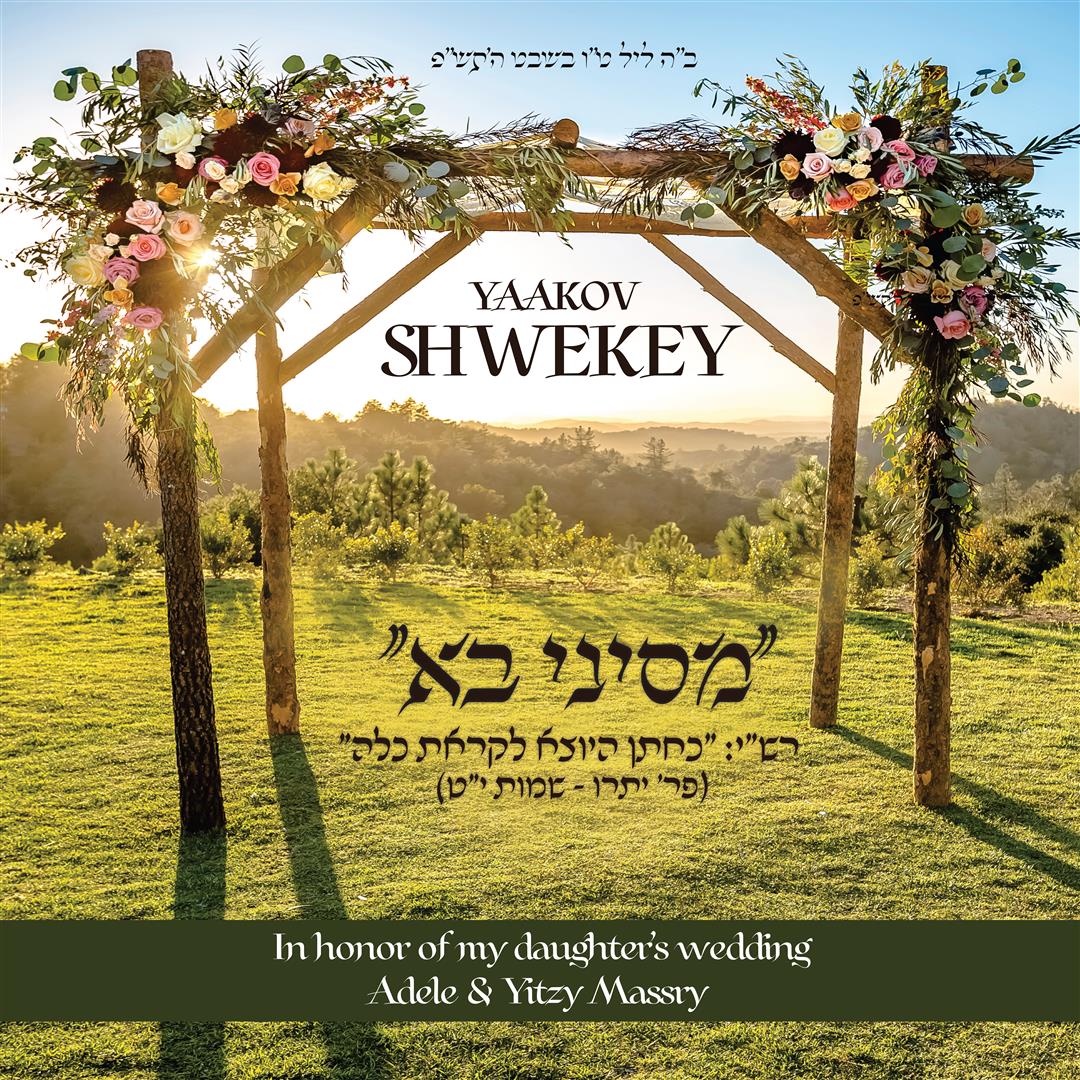 ב"ה ליל ט"ו בשבט ה'תש"פ
YAAKOV
SHWEKEY
"מסיני בא"
רש"י: "כחתן היוצא לקראת כלה"
(פר' יתרו - שמות י"ט)
In honor of my daughter's wedding
Adele & Yitzy Massry